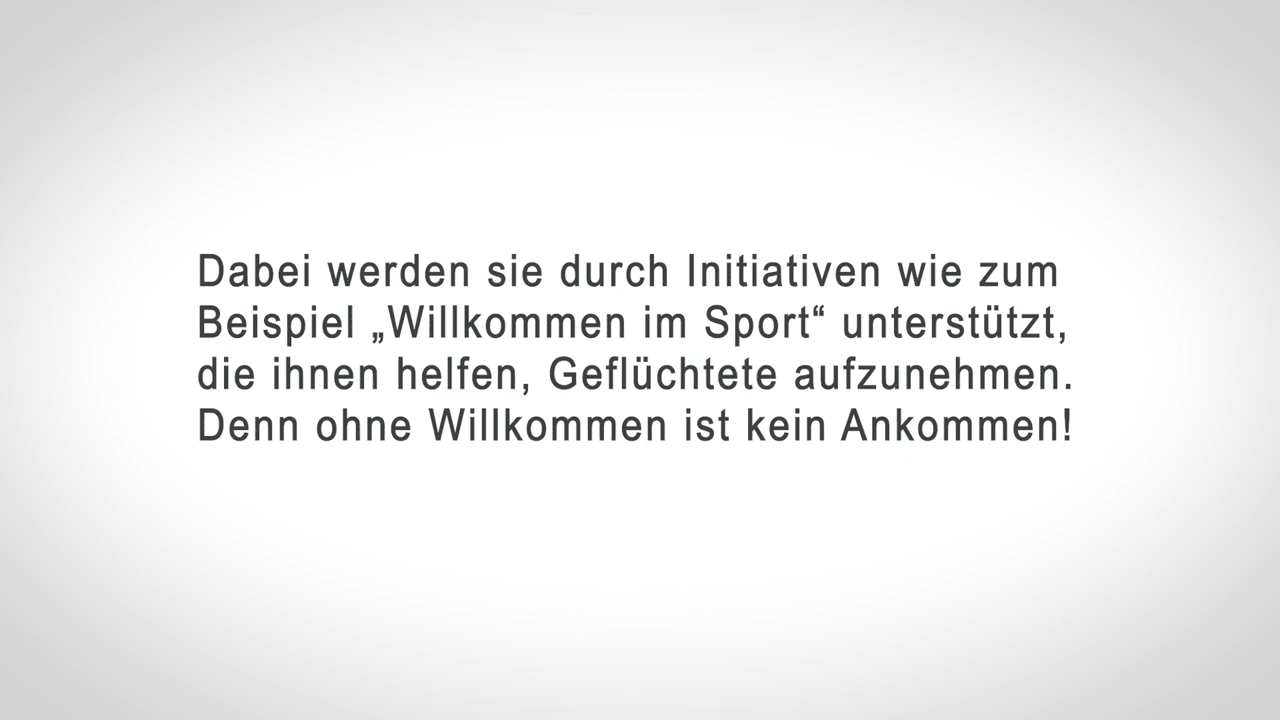 Dabei werden sie durch Initiativen wie zum
Beispiel „Willkommen im Sport“ unterstützt,
die ihnen helfen, Geflüchtete aufzunehmen.
Denn ohne Willkommen ist kein Ankommen!